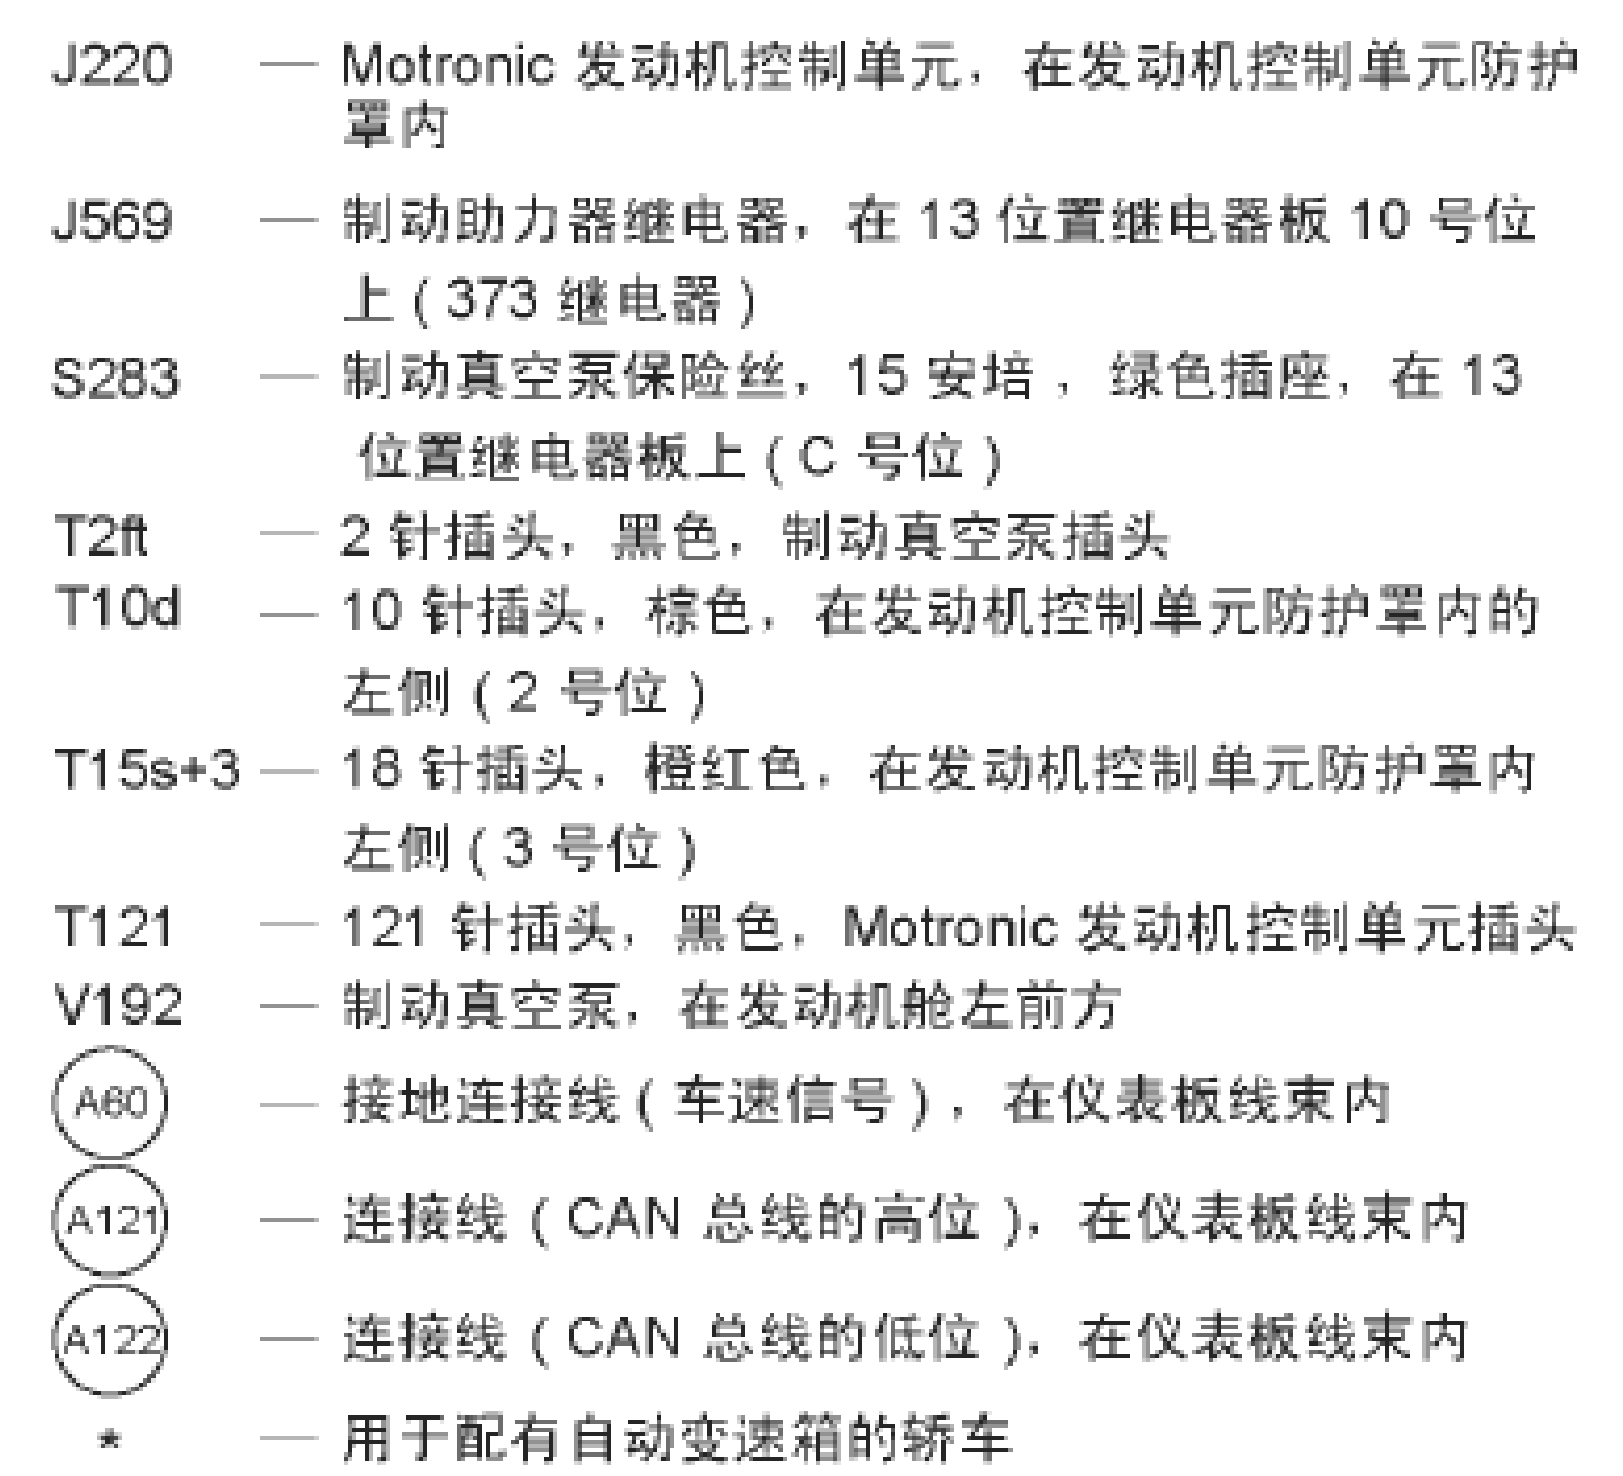 J220 — Motronic 发动机控制单元，在发动机控制单元防护
罩内
J569 — 制动助力器继电器，在 13 位置继电器板 10 号位
上 ( 373 继电器 )
S283 — 制动真空泵保险丝，15 安培 ，绿色插座，在 13
位置继电器板上 ( C 号位 )
T2ft — 2 针插头，黑色，制动真空泵插头
T10d — 10 针插头，棕色，在发动机控制单元防护罩内的
左侧 ( 2 号位 )
T15s+3 — 18 针插头，橙红色，在发动机控制单元防护罩内
左侧 ( 3 号位 )
T121 — 121 针插头，黑色，Motronic 发动机控制单元插头
V192 — 制动真空泵，在发动机舱左前方
A60 — 接地连接线 ( 车速信号 ) ，在仪表板线束内
A121 — 连接线 ( CAN 总线的高位 )，在仪表板线束内
A122 — 连接线 ( CAN 总线的低位 )，在仪表板线束内
* — 用于配有自动变速箱的轿车